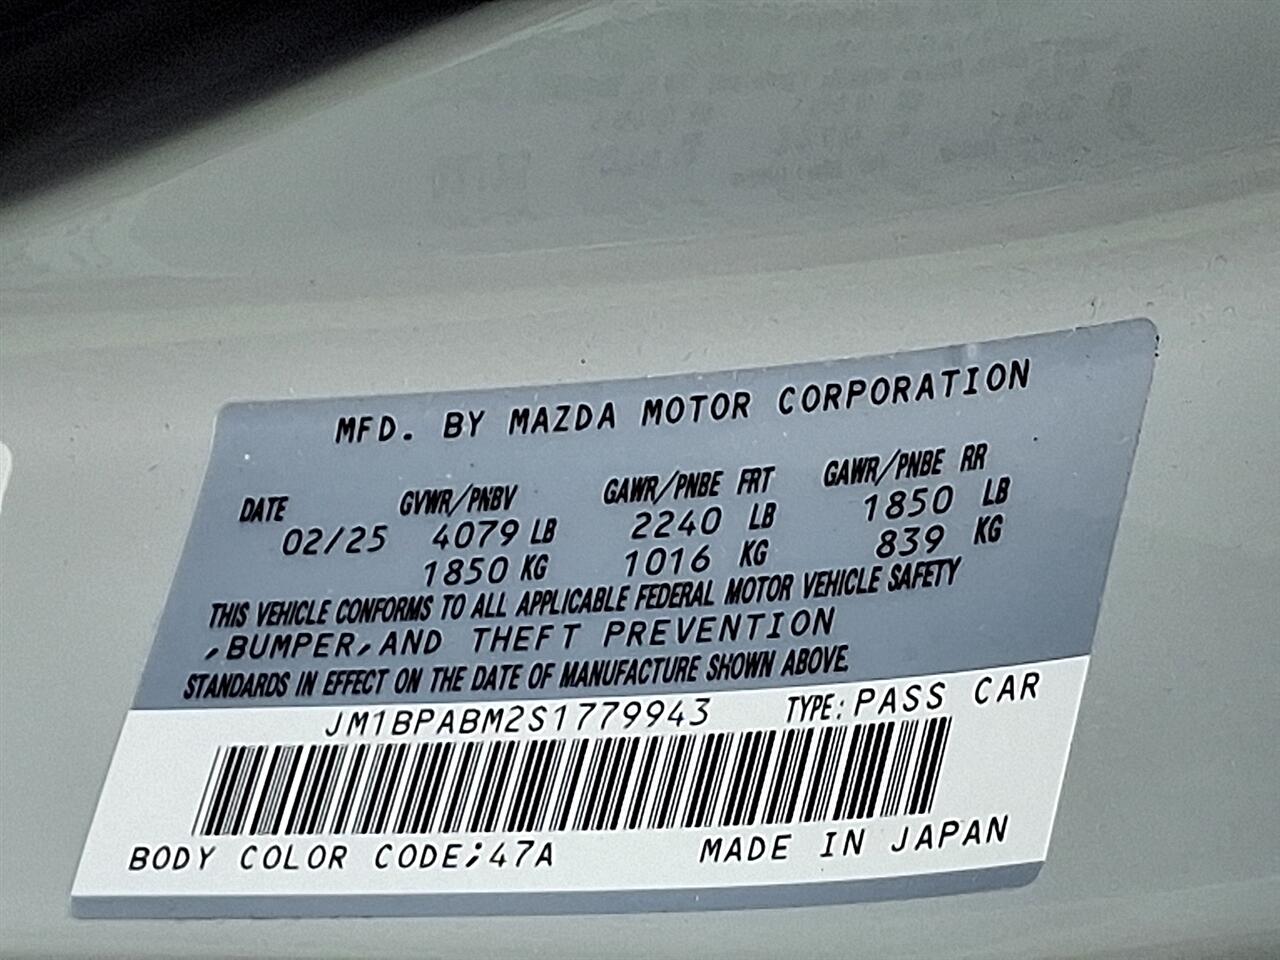 MFD. BY MAZDA MOTOR CORPORATION
DATE GVWR/PNBV GAWR/PNBE FRT GAWR/PNBE RR
02/25 4079 LB 2240 LB 1850 LB
1850 KG 1016 KG 839 KG
THIS VEHICLE CONFORMS TO ALL APPLICABLE FEDERAL MOTOR VEHICLE SAFETY
,BUMPER,AND THEFT PREVENTION
STANDARDS IN EFFECT ON THE DATE OF MANUFACTURE SHOWN ABOVE.
JM1BPABM2S1779943 TYPE: PASS CAR
BODY COLOR CODE;47A MADE IN JAPAN